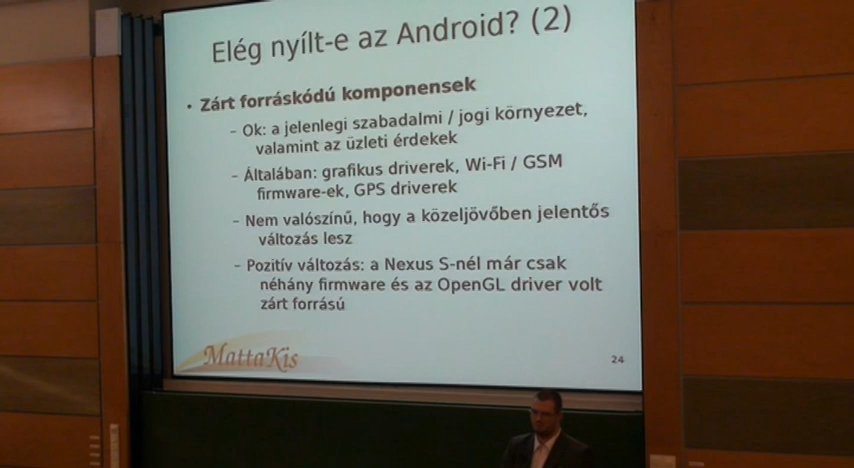 Elég nyílt-e az Android? (2)
• Zárt forráskódú komponensek
– Ok: a jelenlegi szabadalmi / jogi környezet,
valamint az üzleti érdekek
– Általában: grafikus driverek, Wi-Fi / GSM
firmware-ek, GPS driverek
– Nem valószínű, hogy a közeljövőben jelentős
változás lesz
– Pozitív változás: a Nexus S-nél már csak
néhány firmware és az OpenGL driver volt
zárt forrású
MattaKis
24